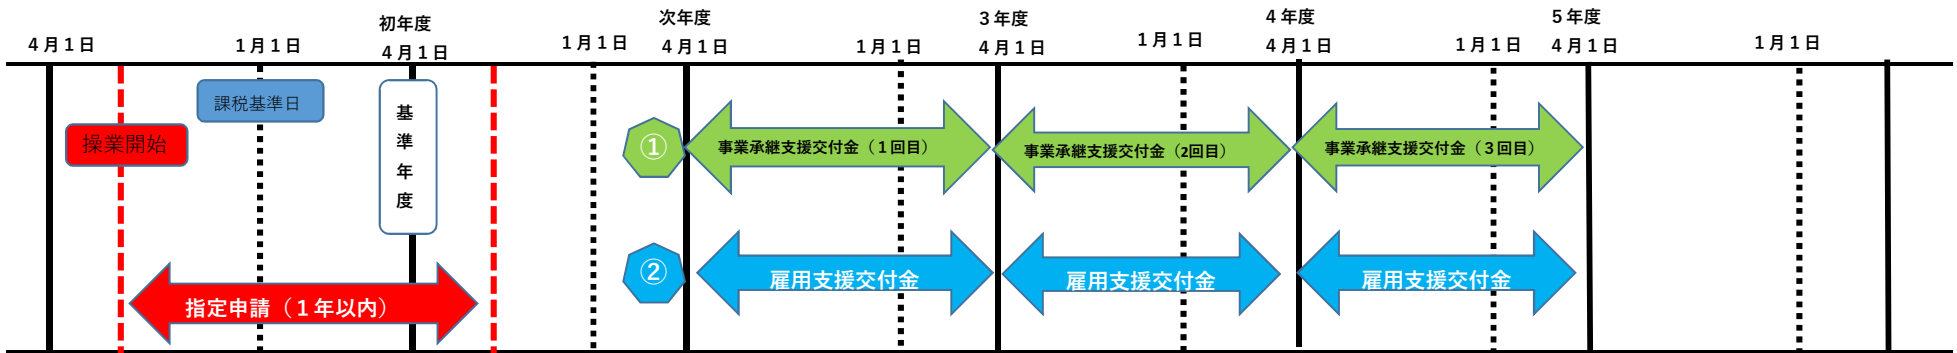 初年度
次年度
３年度
４年度
５年度
４月１日
１月１日
４月１日
１月１日
４月１日
１月１日
４月１日
１月１日
４月１日
１月１日
４月１日
１月１日
課税基準日
操業開始
基準年度
①
事業承継支援交付金（１回目）
事業承継支援交付金（2回目）
事業承継支援交付金（３回目）
②
雇用支援交付金
雇用支援交付金
雇用支援交付金
指定申請（１年以内）